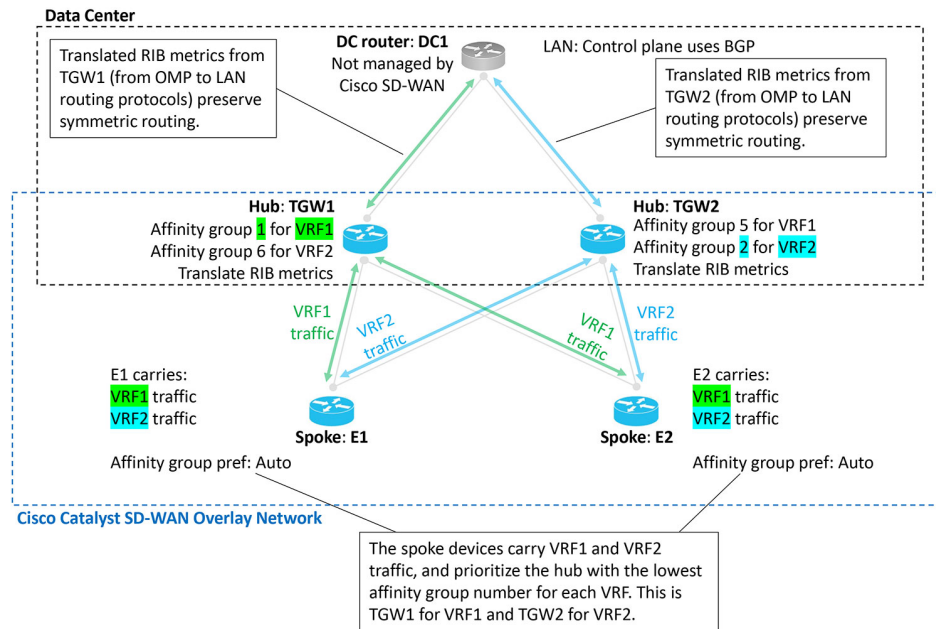 Data Center
Translated RIB metrics from
TGW1 (from OMP to LAN
routing protocols) preserve
symmetric routing.
DC router: DC1
Not managed by
Cisco SD-WAN
LAN: Control plane uses BGP
Translated RIB metrics from
TGW2 (from OMP to LAN
routing protocols) preserve
symmetric routing.
Hub: TGW1
Affinity group 1 for VRF1
Affinity group 6 for VRF2
Translate RIB metrics
Hub: TGW2
Affinity group 5 for VRF1
Affinity group 2 for VRF2
Translate RIB metrics
VRF1
traffic
VRF2
traffic
VRF1
traffic
VRF2
traffic
E1 carries:
VRF1 traffic
VRF2 traffic
Affinity group pref: Auto
Spoke: E1
Spoke: E2
E2 carries:
VRF1 traffic
VRF2 traffic
Affinity group pref: Auto
Cisco Catalyst SD-WAN Overlay Network
The spoke devices carry VRF1 and VRF2
traffic, and prioritize the hub with the lowest
affinity group number for each VRF. This is
TGW1 for VRF1 and TGW2 for VRF2.